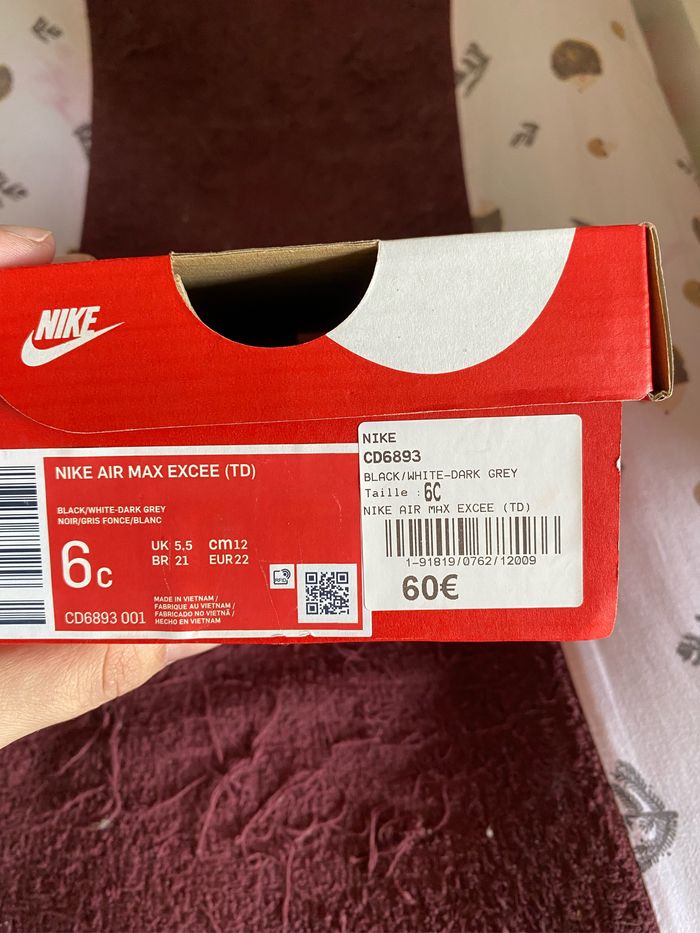 NIKE
NIKE AIR MAX EXCEE (TD)
BLACK/WHITE-DARK GREY
NOIR/GRIS FONCE/BLANC
6C
UK 5.5 cm 12
BR 21 EUR 22
RFID
MADE IN VIETNAM /
FABRIQUE AU VIETNAM /
FABRICADO NO VIETNÃ /
HECHO EN VIETNAM
CD6893 001
NIKE
CD6893
BLACK/WHITE-DARK GREY
Taille : 6C
NIKE AIR MAX EXCEE (TD)
1-91819/0762/12009
60€